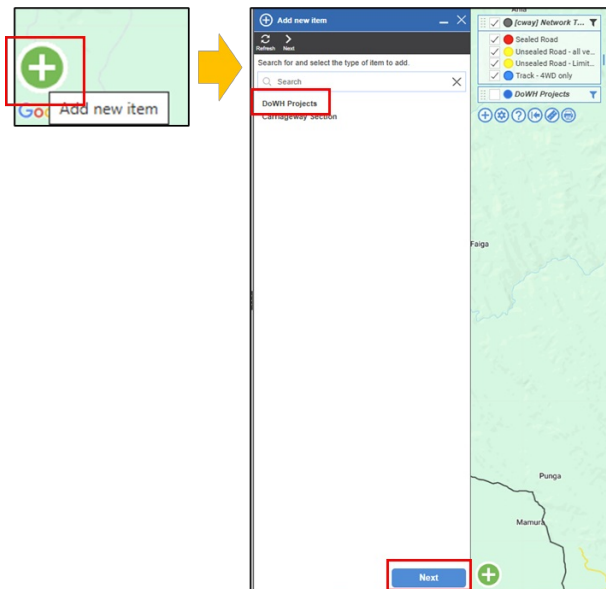 Add new item
Add new item
Refresh Next
Search for and select the type of item to add.
Search
DoWH Projects
Carriageway Section
Next
[cway] Network T...
Sealed Road
Unsealed Road - all ve...
Unsealed Road - Limit...
Track - 4WD only
DoWH Projects
Faiga
Punga
Mamura